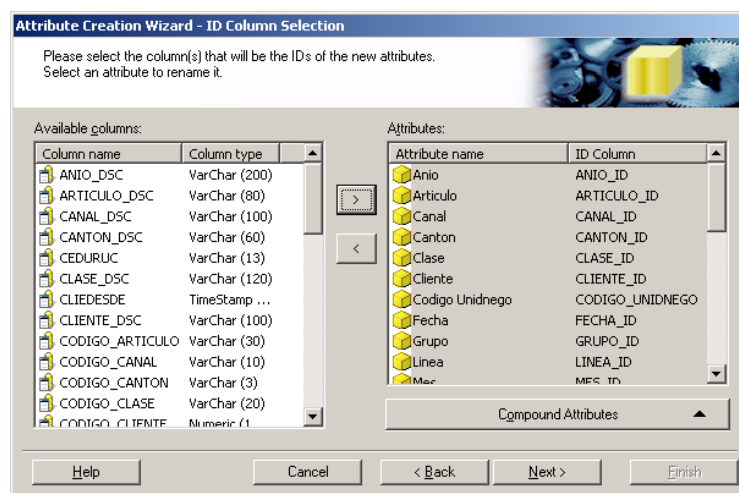 Attribute Creation Wizard - ID Column Selection
Please select the column(s) that will be the IDs of the new attributes.
Select an attribute to rename it.
Available columns:
Column name Column type
ANIO_DSC VarChar (200)
ARTICULO_DSC VarChar (80)
CANAL_DSC VarChar (100)
CANTON_DSC VarChar (60)
CEDURUC VarChar (13)
CLASE_DSC VarChar (120)
CLIEDESDE TimeStamp ...
CLIENTE_DSC VarChar (100)
CODIGO_ARTICULO VarChar (30)
CODIGO_CANAL VarChar (10)
CODIGO_CANTON VarChar (3)
CODIGO_CLASE VarChar (20)
CODIGO_CLIENTE Numeric (1
>
<
Attributes:
Attribute name ID Column
Anio ANIO_ID
Articulo ARTICULO_ID
Canal CANAL_ID
Canton CANTON_ID
Clase CLASE_ID
Cliente CLIENTE_ID
Codigo Unidnego CODIGO_UNIDNEGO
Fecha FECHA_ID
Grupo GRUPO_ID
Linea LINEA_ID
Mes MES_ID
Compound Attributes
Help Cancel < Back Next > Finish